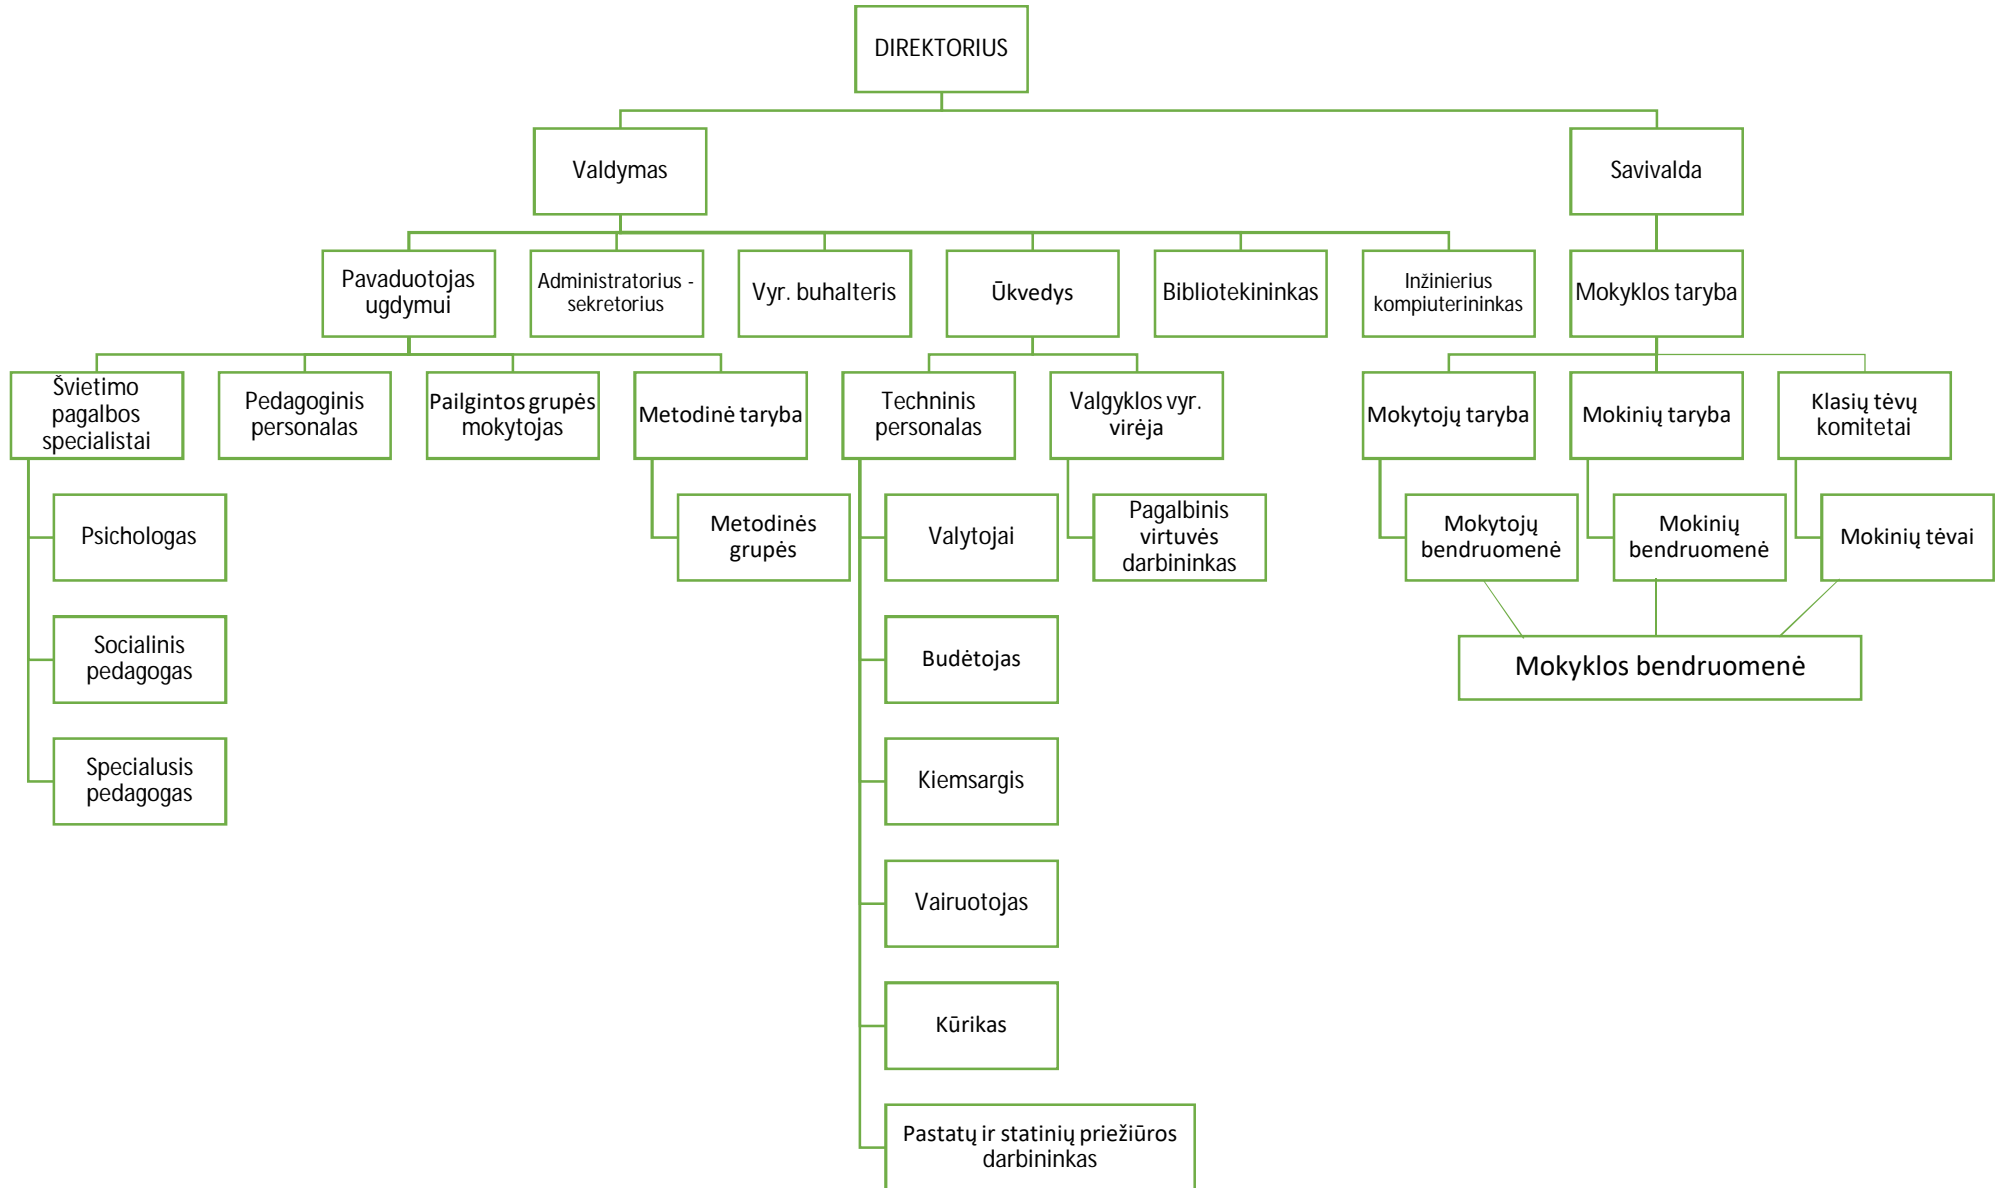 DIREKTORIUS
Valdymas
Savivalda
Pavaduotojas
ugdymui
Administratorius -
sekretorius
Vyr. buhalteris
Ūkvedys
Bibliotekininkas
Inžinierius
kompiuterininkas
Mokyklos taryba
Švietimo
pagalbos
specialistai
Pedagoginis
personalas
Pailgintos grupės
mokytojas
Metodinė taryba
Techninis
personalas
Valgyklos vyr.
virėja
Mokytojų taryba
Mokinių taryba
Klasių tėvų
komitetai
Psichologas
Metodinės
grupės
Valytojai
Pagalbinis
virtuvės
darbininkas
Mokytojų
bendruomenė
Mokinių
bendruomenė
Mokinių tėvai
Socialinis
pedagogas
Budėtojas
Mokyklos bendruomenė
Specialusis
pedagogas
Kiemsargis
Vairuotojas
Kūrikas
Pastatų ir statinių priežiūros
darbininkas